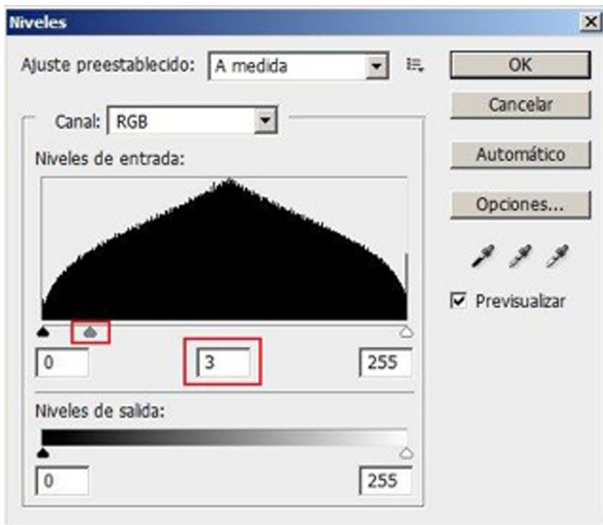 Niveles
Ajuste preestablecido: A medida
OK
Canal: RGB
Cancelar
Niveles de entrada:
Automático
Opciones...
Previsualizar
0 3 255
Niveles de salida:
0 255